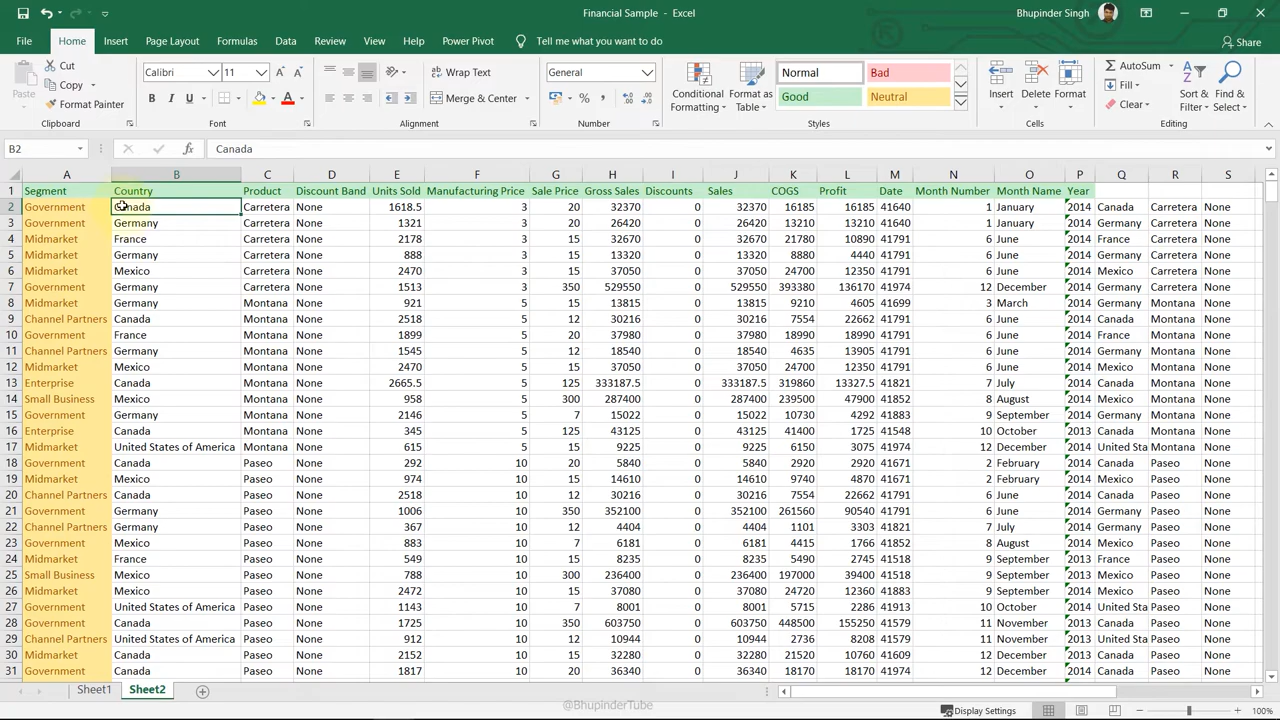 Financial Sample - Excel
Bhupinder Singh
File Home Insert Page Layout Formulas Data Review View Help Power Pivot Tell me what you want to do Share
Paste
Cut
Copy
Format Painter
Clipboard
Calibri 11
B I U
Font
Wrap Text
Merge & Center
Alignment
General
Number
Conditional Formatting
Format as Table
Normal Bad
Good Neutral
Styles
Insert Delete Format
Cells
AutoSum
Fill
Clear
Sort & Filter
Find & Select
Editing
B2 fx Canada
A B C D E F G H I J K L M N O P Q R S
1 Segment Country Product Discount Band Units Sold Manufacturing Price Sale Price Gross Sales Discounts Sales COGS Profit Date Month Number Month Name Year
2 Government Canada Carretera None 1618.5 3 20 32370 0 32370 16185 16185 41640 1 January 2014 Canada Carretera None
3 Government Germany Carretera None 1321 3 20 26420 0 26420 13210 13210 41640 1 January 2014 Germany Carretera None
4 Midmarket France Carretera None 2178 3 15 32670 0 32670 21780 10890 41791 6 June 2014 France Carretera None
5 Midmarket Germany Carretera None 888 3 15 13320 0 13320 8880 4440 41791 6 June 2014 Germany Carretera None
6 Midmarket Mexico Carretera None 2470 3 15 37050 0 37050 24700 12350 41791 6 June 2014 Mexico Carretera None
7 Government Germany Carretera None 1513 3 350 529550 0 529550 393380 136170 41974 12 December 2014 Germany Carretera None
8 Midmarket Germany Montana None 921 5 15 13815 0 13815 9210 4605 41699 3 March 2014 Germany Montana None
9 Channel Partners Canada Montana None 2518 5 12 30216 0 30216 7554 22662 41791 6 June 2014 Canada Montana None
10 Government France Montana None 1899 5 20 37980 0 37980 18990 18990 41791 6 June 2014 France Montana None
11 Channel Partners Germany Montana None 1545 5 12 18540 0 18540 4635 13905 41791 6 June 2014 Germany Montana None
12 Midmarket Mexico Montana None 2470 5 15 37050 0 37050 24700 12350 41791 6 June 2014 Mexico Montana None
13 Enterprise Canada Montana None 2665.5 5 125 333187.5 0 333187.5 319860 13327.5 41821 7 July 2014 Canada Montana None
14 Small Business Mexico Montana None 958 5 300 287400 0 287400 239500 47900 41852 8 August 2014 Mexico Montana None
15 Government Germany Montana None 2146 5 7 15022 0 15022 10730 4292 41883 9 September 2014 Germany Montana None
16 Enterprise Canada Montana None 345 5 125 43125 0 43125 41400 1725 41548 10 October 2013 Canada Montana None
17 Midmarket United States of America Montana None 615 5 15 9225 0 9225 6150 3075 41974 12 December 2014 United Sta Montana None
18 Government Canada Paseo None 292 10 20 5840 0 5840 2920 2920 41671 2 February 2014 Canada Paseo None
19 Midmarket Mexico Paseo None 974 10 15 14610 0 14610 9740 4870 41671 2 February 2014 Mexico Paseo None
20 Channel Partners Canada Paseo None 2518 10 12 30216 0 30216 7554 22662 41791 6 June 2014 Canada Paseo None
21 Government Germany Paseo None 1006 10 350 352100 0 352100 261560 90540 41791 6 June 2014 Germany Paseo None
22 Channel Partners Germany Paseo None 367 10 12 4404 0 4404 1101 3303 41821 7 July 2014 Germany Paseo None
23 Government Mexico Paseo None 883 10 7 6181 0 6181 4415 1766 41852 8 August 2014 Mexico Paseo None
24 Midmarket France Paseo None 549 10 15 8235 0 8235 5490 2745 41518 9 September 2013 France Paseo None
25 Small Business Mexico Paseo None 788 10 300 236400 0 236400 197000 39400 41518 9 September 2013 Mexico Paseo None
26 Midmarket Mexico Paseo None 2472 10 15 37080 0 37080 24720 12360 41883 9 September 2014 Mexico Paseo None
27 Government United States of America Paseo None 1143 10 7 8001 0 8001 5715 2286 41913 10 October 2014 United Sta Paseo None
28 Government Canada Paseo None 1725 10 350 603750 0 603750 448500 155250 41579 11 November 2013 Canada Paseo None
29 Channel Partners United States of America Paseo None 912 10 12 10944 0 10944 2736 8208 41579 11 November 2013 United Sta Paseo None
30 Midmarket Canada Paseo None 2152 10 15 32280 0 32280 21520 10760 41609 12 December 2013 Canada Paseo None
31 Government Canada Paseo None 1817 10 20 36340 0 36340 18170 18170 41974 12 December 2014 Canada Paseo None
Sheet1 Sheet2
@BhupinderTube
Display Settings 100%